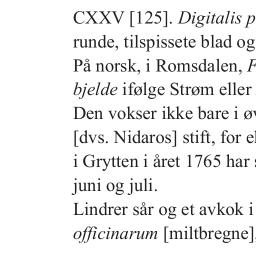 CXXV [125]. Digitalis p
runde, tilspissete blad og
På norsk, i Romsdalen, F
bjelde ifølge Strøm eller
Den vokser ikke bare i øv
[dvs. Nidaros] stift, for e
i Grytten i året 1765 har s
juni og juli.
Lindrer sår og et avkok i
officinarum [miltbregne],